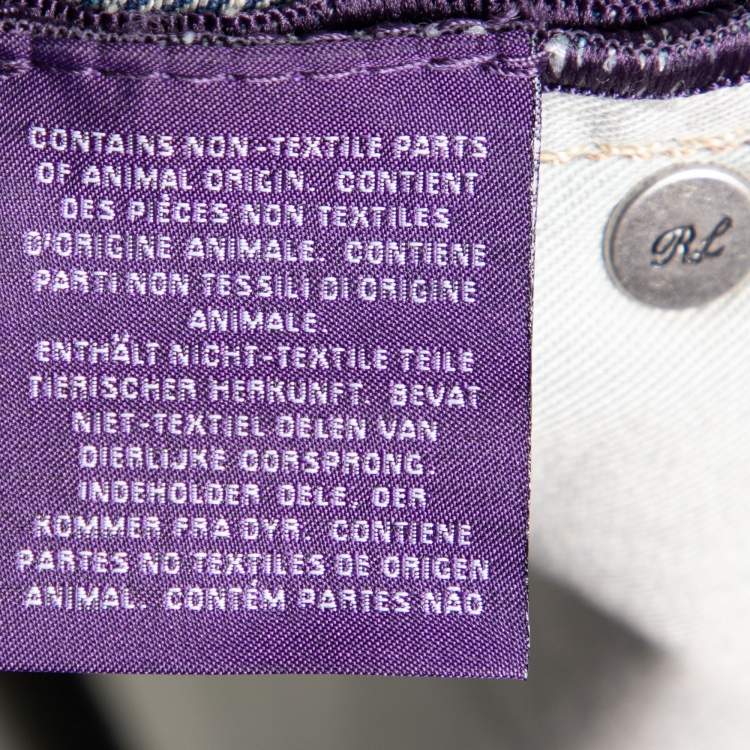 CONTAINS NON-TEXTILE PARTS
OF ANIMAL ORIGIN. CONTIENT
DES PIÈCES NON TEXTILES
D'ORIGINE ANIMALE. CONTIENE
PARTI NON TESSILI DI ORIGINE
ANIMALE.
ENTHÄLT NICHT-TEXTILE TEILE
TIERISCHER HERKUNFT. BEVAT
NIET-TEXTIEL DELEN VAN
DIERLIJKE OORSPRONG.
INDEHOLDER DELE, DER
KOMMER FRA DYR. CONTIENE
PARTES NO TEXTILES DE ORIGEN
ANIMAL. CONTÉM PARTES NÃO
RL